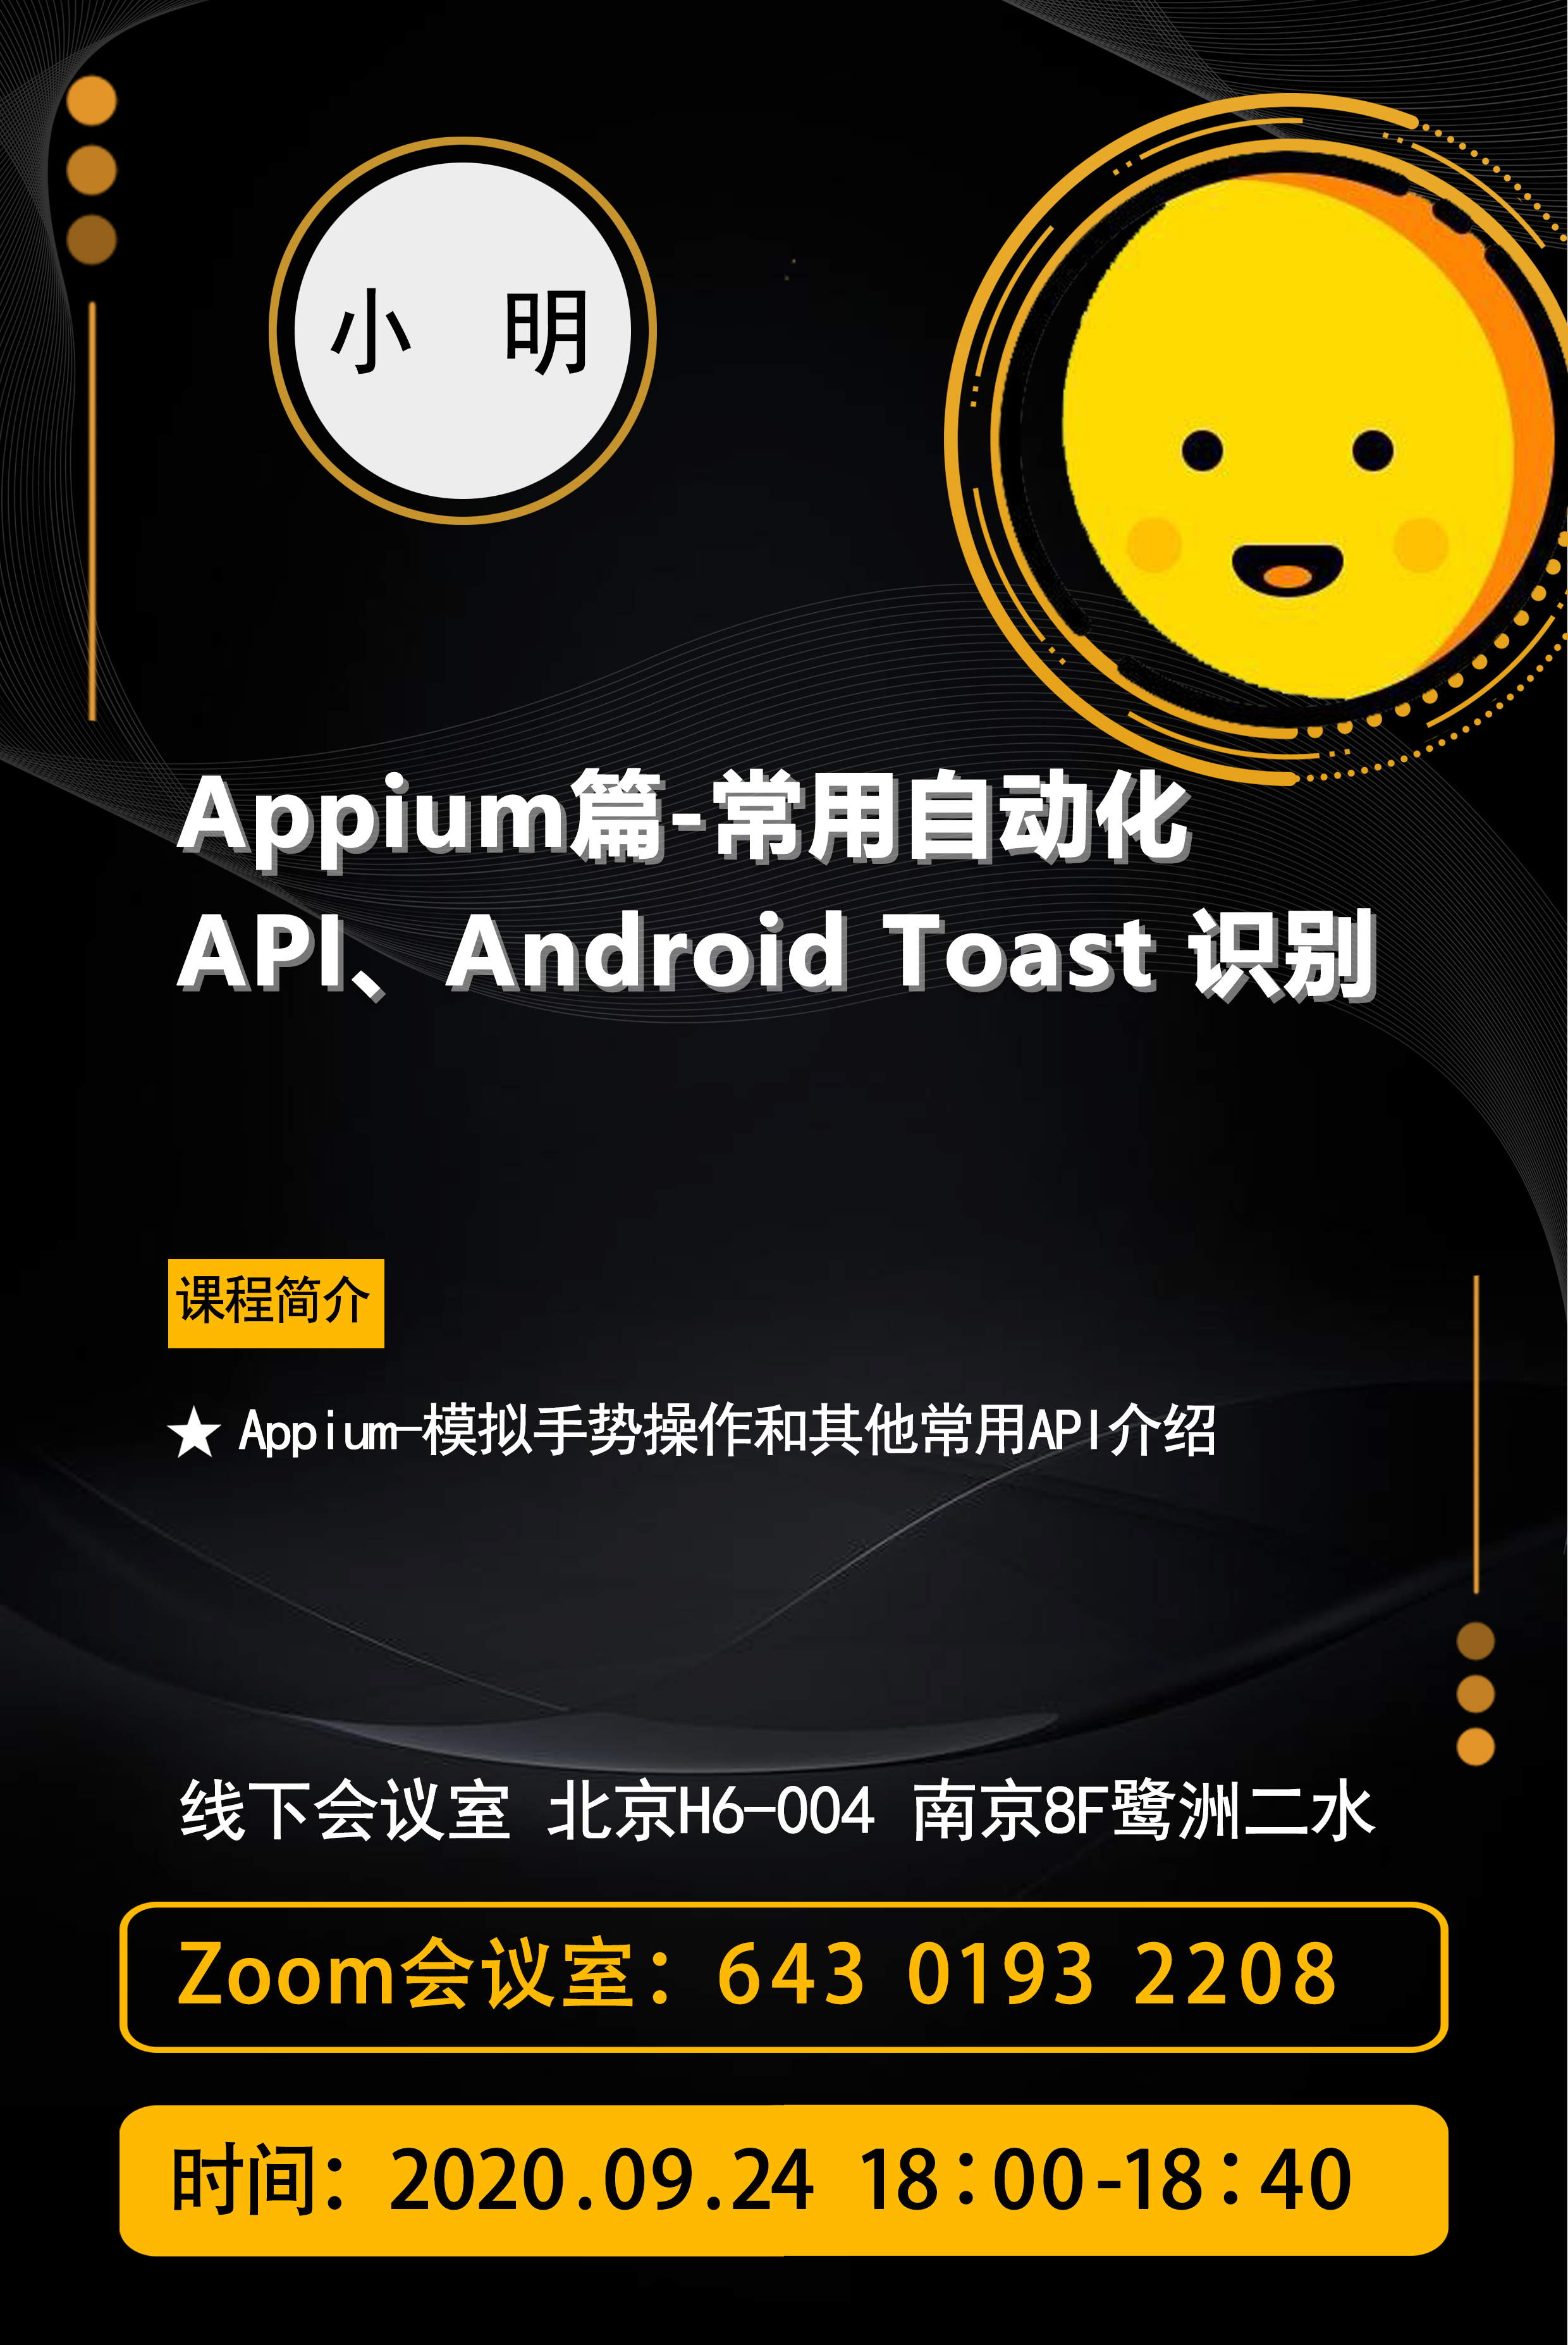 小 明
Appium篇-常用自动化
API、Android Toast 识别
课程简介
★ Appium-模拟手势操作和其他常用API介绍
线下会议室 北京H6-004 南京8F鹭洲二水
Zoom会议室：643 0193 2208
时间：2020.09.24 18：00-18：40